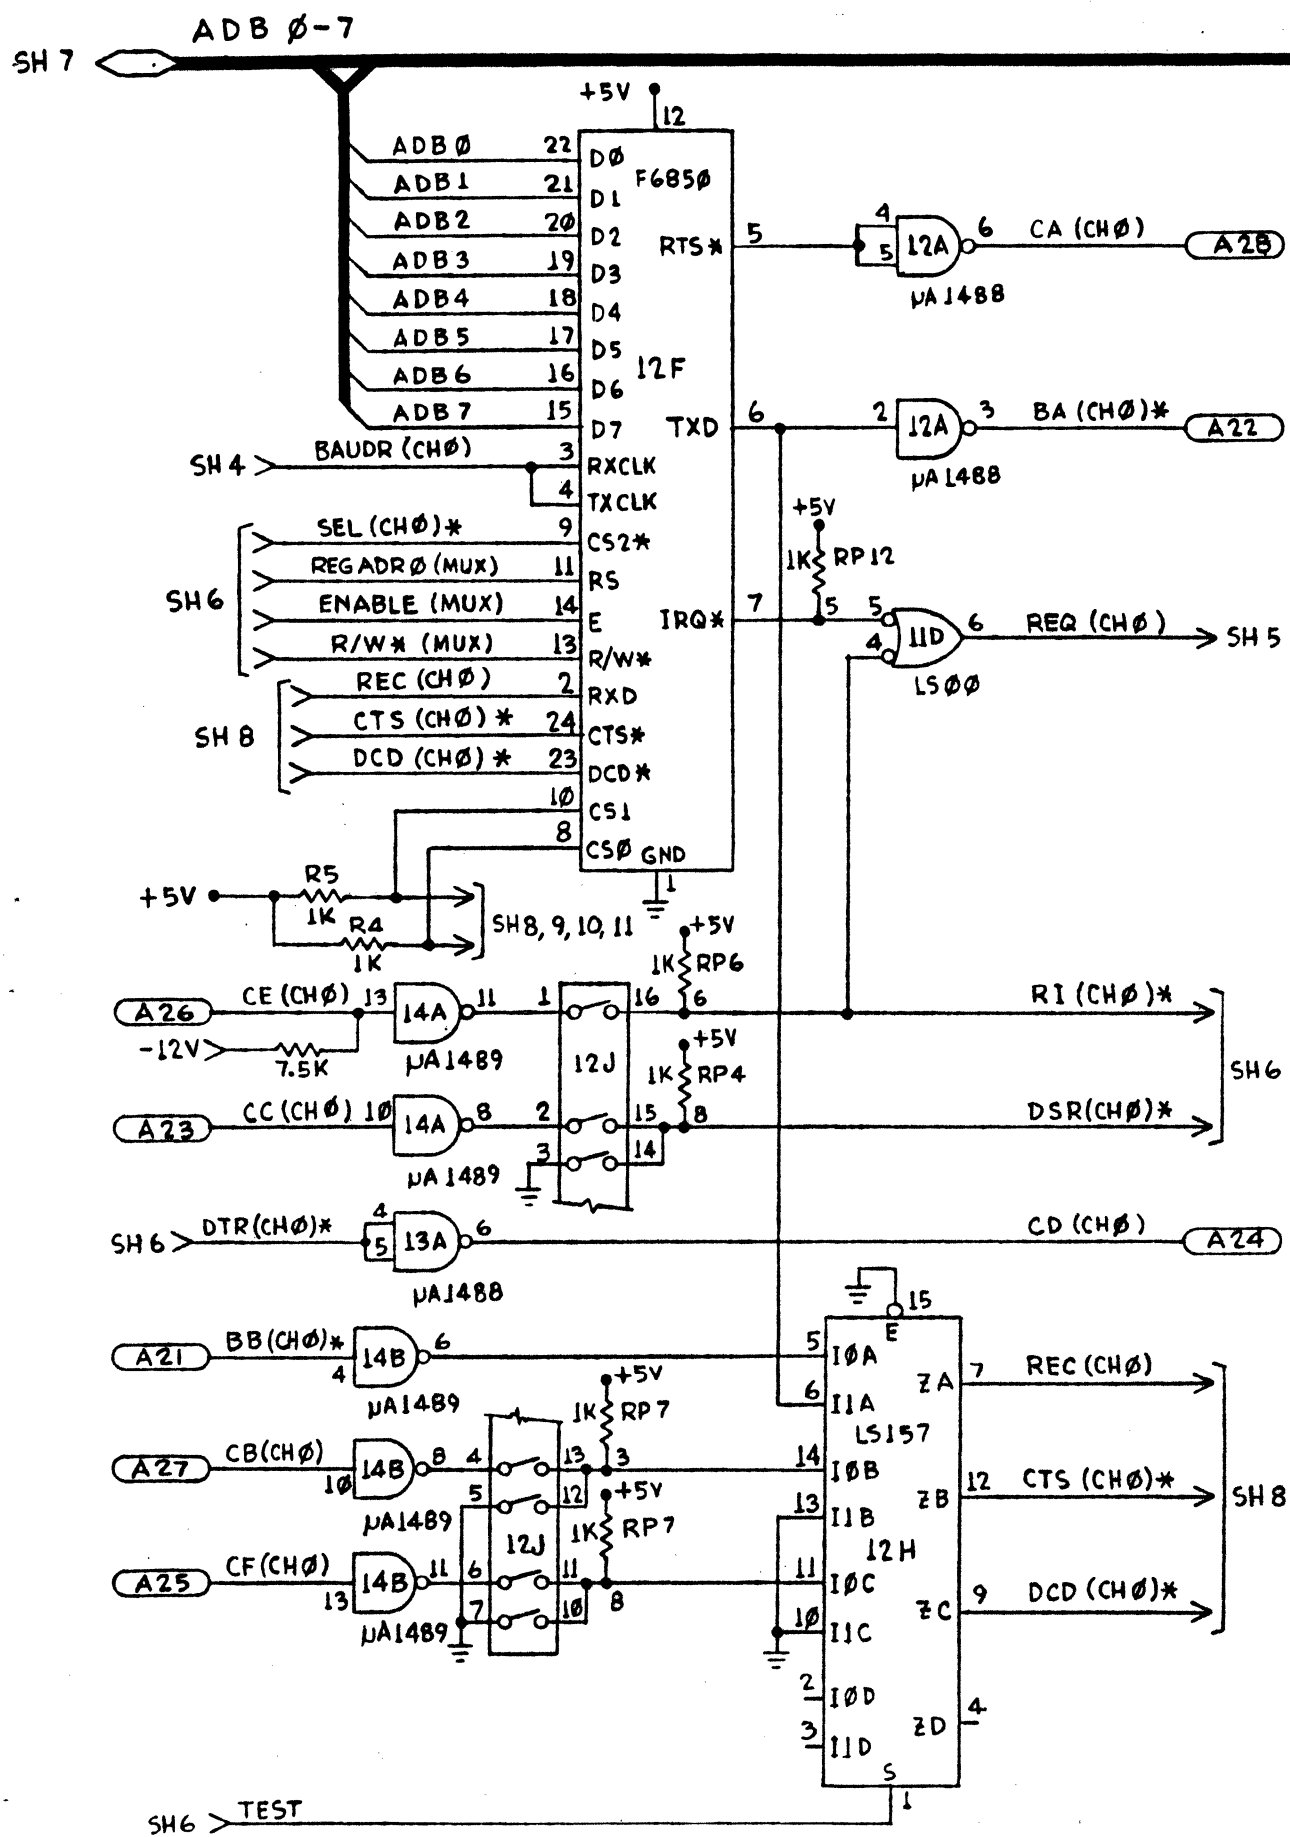 ADB Ø-7
SH 7
+5V
12
ADBØ 22 DØ
F685Ø
ADB1 21 D1
ADB2 2Ø D2
RTS* 5
4
5
12A
6
CA (CHØ)
A28
µA1488
ADB3 19 D3
ADB4 18 D4
ADB5 17 D5
12F
ADB6 16 D6
ADB7 15 D7
TXD 6
2
12A
3
BA (CHØ)*
A22
µA1488
SH 4
BAUDR (CHØ) 3 RXCLK
4 TXCLK
SH6
SEL (CHØ)* 9 CS2*
REGADRØ (MUX) 11 RS
ENABLE (MUX) 14 E
R/W* (MUX) 13 R/W*
+5V
1K RP12
IRQ* 7
5
5
4
11D
6
REQ (CHØ)
SH 5
LSØØ
SH 8
REC (CHØ) 2 RXD
CTS (CHØ)* 24 CTS*
DCD (CHØ)* 23 DCD*
1Ø CS1
8 CSØ
GND
1
+5V
R5
1K
R4
1K
SH8, 9, 10, 11
+5V
1K RP6
A26
CE (CHØ) 13
14A
11
1
16
6
RI (CHØ)*
-12V
7.5K
µA1489
12J
+5V
1K RP4
SH6
A23
CC (CHØ) 1Ø
14A
8
2
15
8
DSR(CHØ)*
µA1489
3
14
SH6
DTR(CHØ)*
4
5
13A
6
CD (CHØ)
A24
µA1488
15
E
A21
BB(CHØ)*
4
14B
6
5 IØA
ZA 7
REC (CHØ)
µA1489
+5V
1K RP7
6 I1A
LS157
A27
CB(CHØ)
1Ø
14B
8
4
13
3
14 IØB
ZB 12
CTS (CHØ)*
SH8
µA1489
5
12
+5V
1K RP7
13 I1B
12J
12H
A25
CF(CHØ)
13
14B
11
6
11
8
11 IØC
ZC 9
DCD (CHØ)*
µA1489
7
1Ø
1Ø I1C
2 IØD
ZD 4
3 I1D
S
1
SH6
TEST